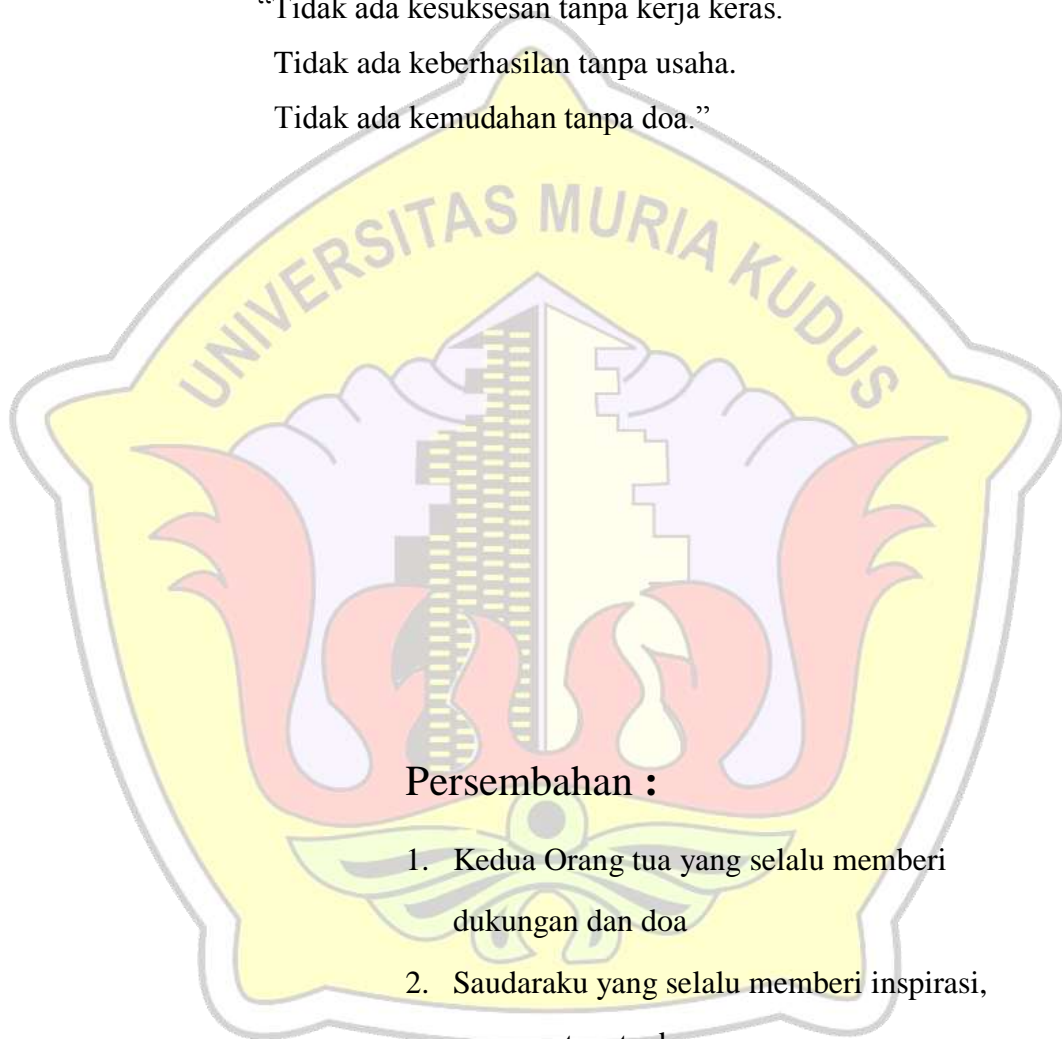 “Tidak ada kesuksesan tanpa kerja keras.
Tidak ada keberhasilan tanpa usaha.
Tidak ada kemudahan tanpa doa.”
UNIVERSITAS MURIA KUDUS
Persembahan :
1. Kedua Orang tua yang selalu memberi
dukungan dan doa
2. Saudaraku yang selalu memberi inspirasi,